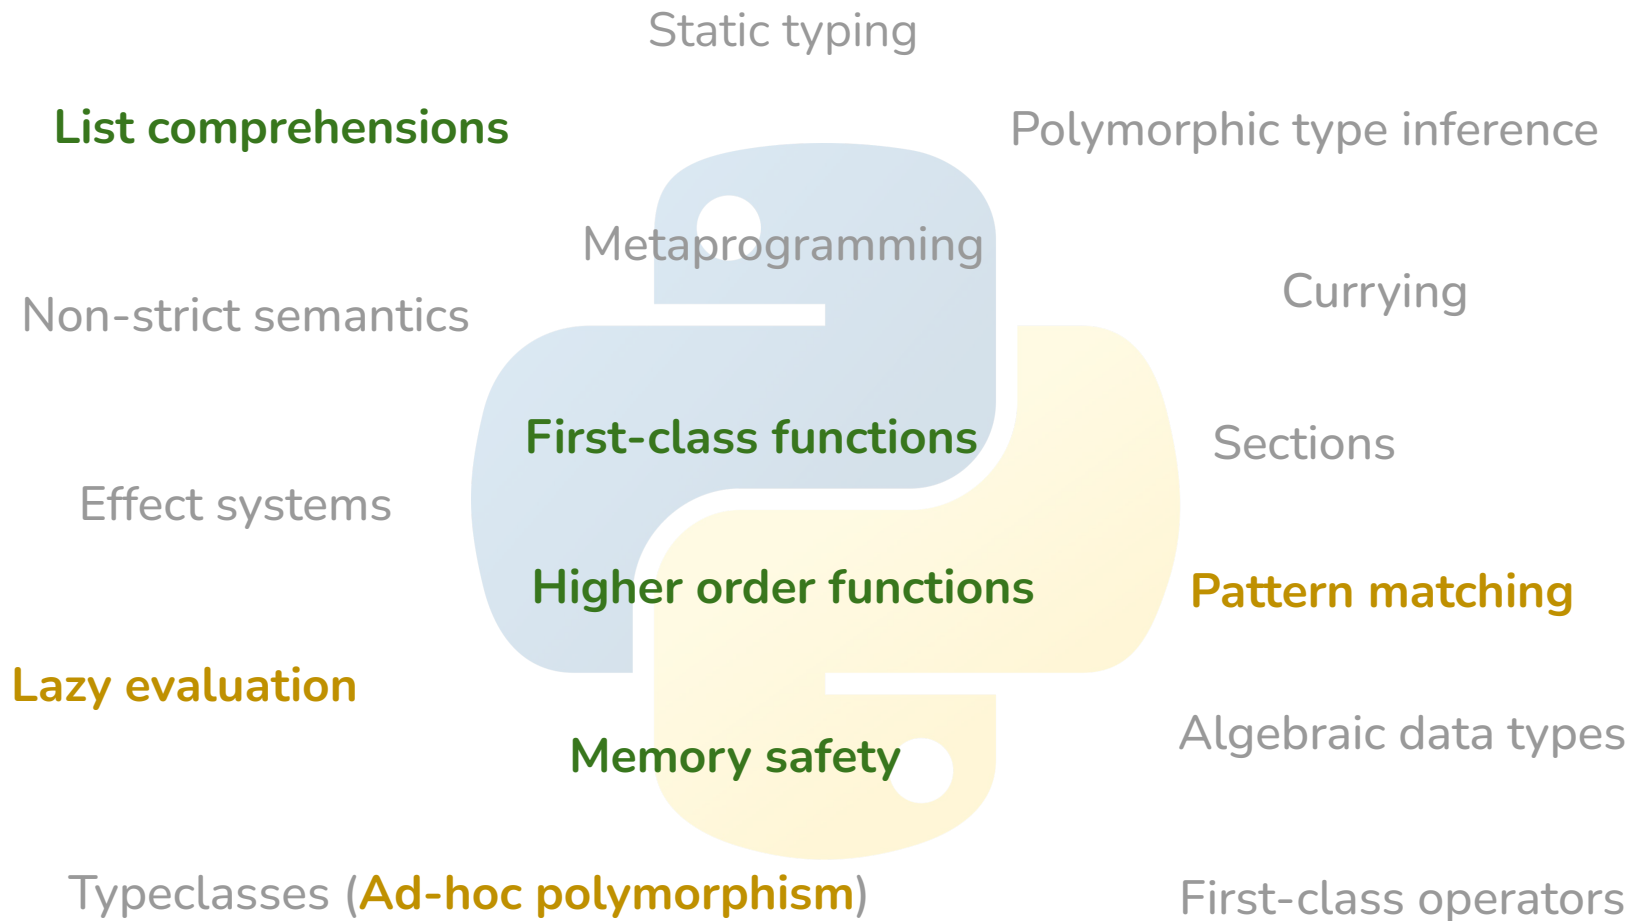 Static typing
List comprehensions
Polymorphic type inference
Metaprogramming
Non-strict semantics
Currying
First-class functions
Sections
Effect systems
Higher order functions
Pattern matching
Lazy evaluation
Algebraic data types
Memory safety
Typeclasses (Ad-hoc polymorphism)
First-class operators